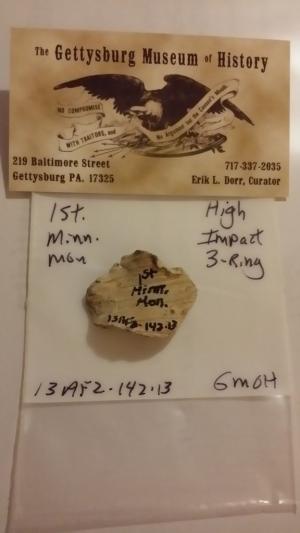 The Gettysburg Museum of History
NO COMPROMISE
WITH TRAITORS, and
No Argument
219 Baltimore Street
Gettysburg PA. 17325
717-337-2035
Erik L. Dorr, Curator
1st.
Minn.
Mon
High
Impact
3-Ring
1st
Minn.
Mon.
13AF2-142-13
13AF2-142-13
GMOH